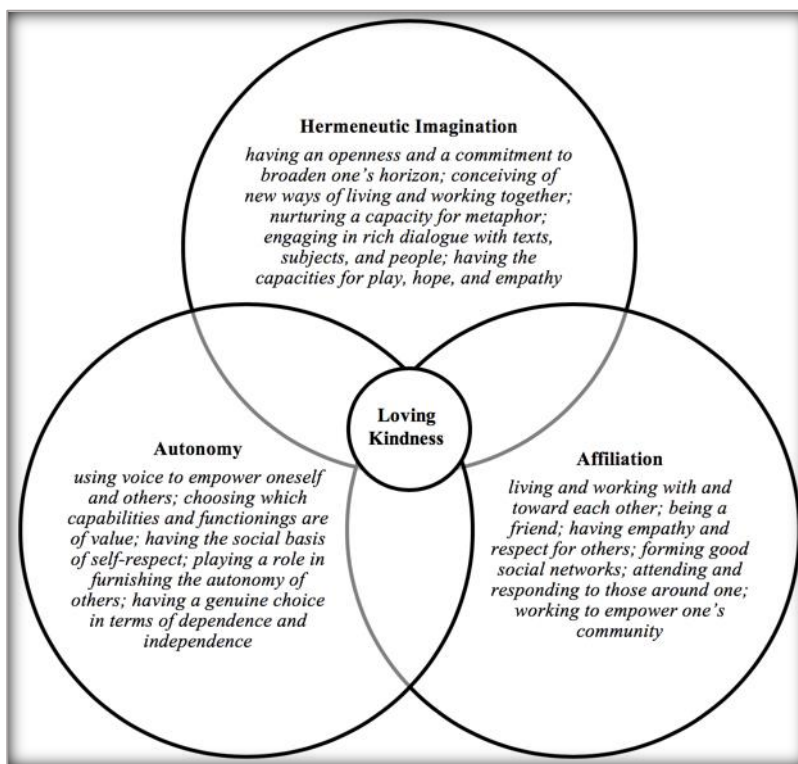 Hermeneutic Imagination
having an openness and a commitment to
broaden one's horizon; conceiving of
new ways of living and working together;
nurturing a capacity for metaphor;
engaging in rich dialogue with texts,
subjects, and people; having the
capacities for play, hope, and empathy
Loving
Kindness
Autonomy
using voice to empower oneself
and others; choosing which
capabilities and functionings are
of value; having the social basis
of self-respect; playing a role in
furnishing the autonomy of
others; having a genuine choice
in terms of dependence and
independence
Affiliation
living and working with and
toward each other; being a
friend; having empathy and
respect for others; forming good
social networks; attending and
responding to those around one;
working to empower one's
community